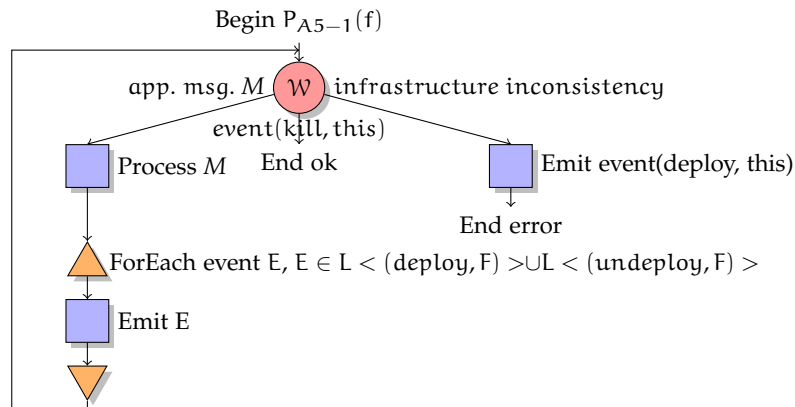 Begin P_{A5−1}(f)
app. msg. M W infrastructure inconsistency
event(kill, this)
Process M End ok Emit event(deploy, this)
End error
ForEach event E, E ∈ L < (deploy, F) >∪L < (undeploy, F) >
Emit E